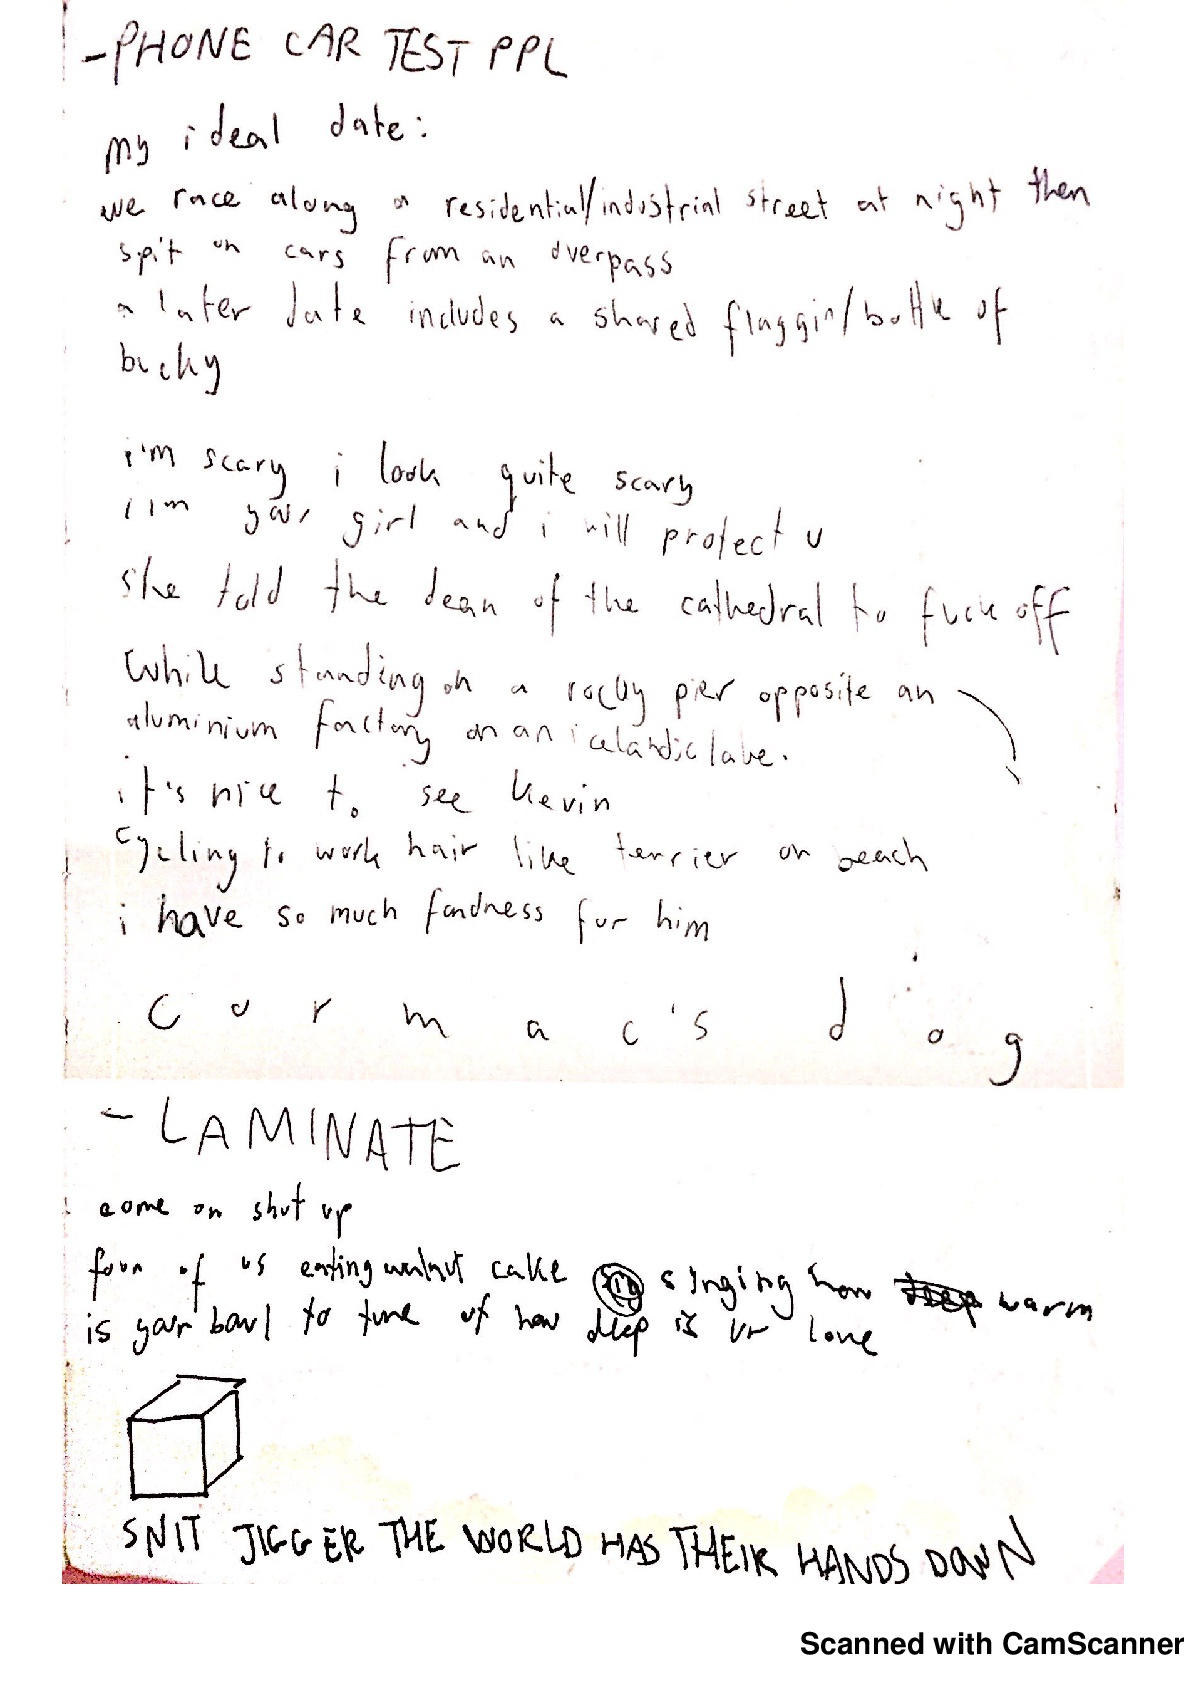 - PHONE CAR TEST PPL
my ideal date:
we race along a residential/industrial street at night then
spit on cars from an overpass
a later date includes a shared flaggin/bottle of
bucky
i'm scary i look quite scary
i im your girl and i will protect u
she told the dean of the cathedral to fuck off
while standing on a rocky pier opposite an
aluminium factory on an icelandic lake.
it's nice to see kevin
cycling to work hair like terrier on beach
i have so much fondness for him
cormac's dog
- LAMINATE
come on shut up
four of us eating walnut cake singing how deep warm
is your bowl to tune of how deep is ur love
SNIT JIGGER THE WORLD HAS THEIR HANDS DOWN
Scanned with CamScanner